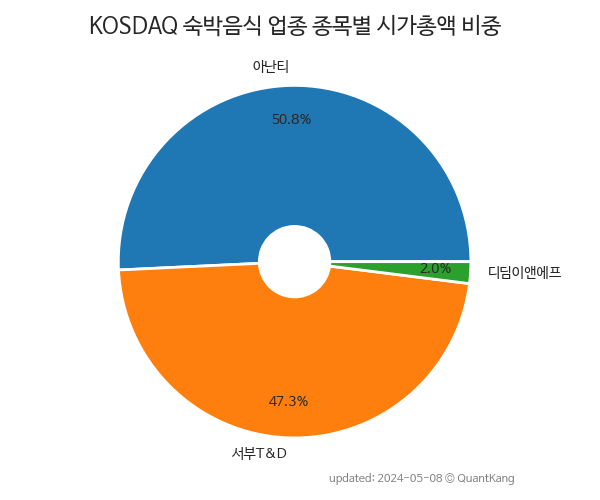 KOSDAQ 숙박음식 업종 종목별 시가총액 비중
아난티
50.8%
2.0%
디딤이앤에프
47.3%
서부T&D
updated: 2024-05-08 © QuantKang